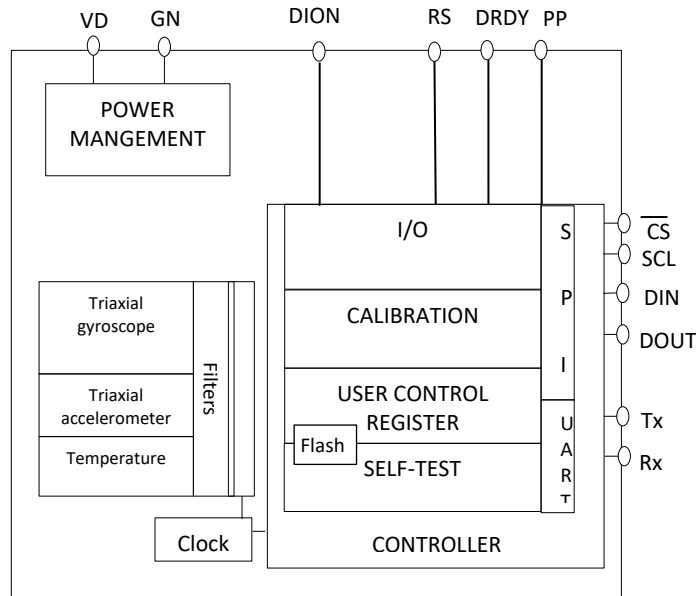 VD GN DION RS DRDY PP
POWER
MANGEMENT
I/O
CALIBRATION
USER CONTROL
REGISTER
Flash
SELF-TEST
CONTROLLER
S
P
I
U
A
R
T
CS
SCL
DIN
DOUT
Tx
Rx
Triaxial
gyroscope
Triaxial
accelerometer
Temperature
Filters
Clock